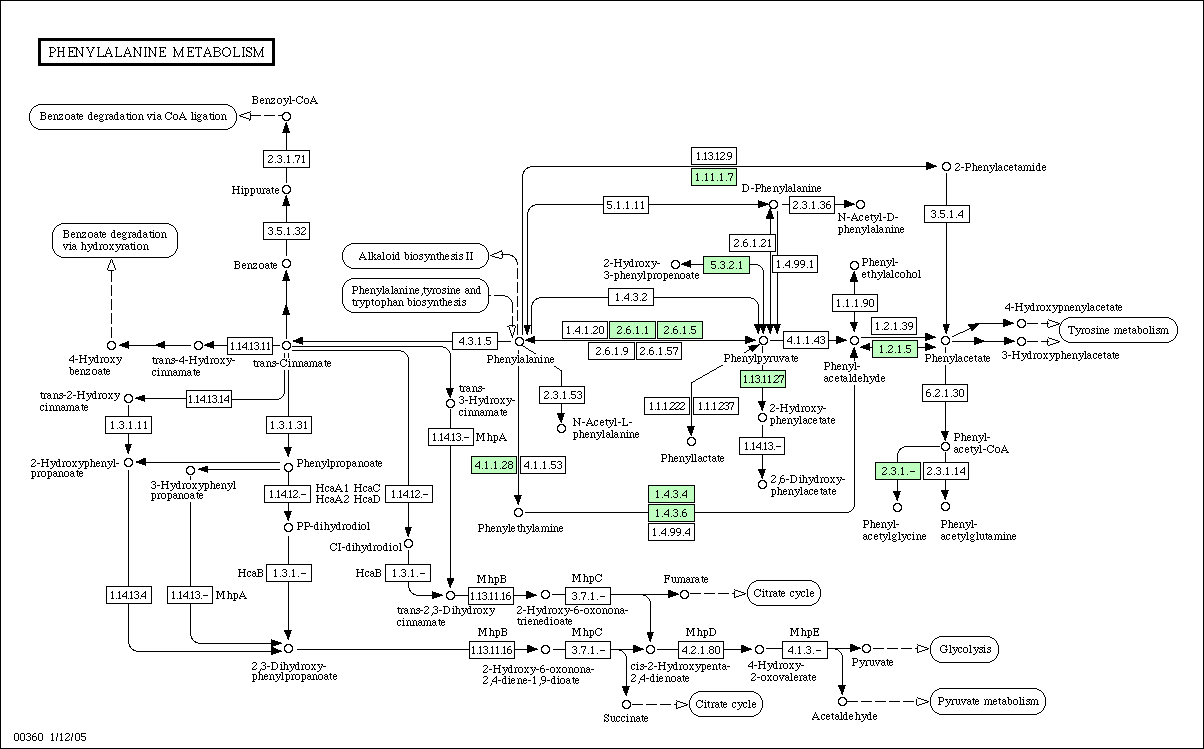 PHENYLALANINE METABOLISM
Benzoyl-CoA
Benzoate degradation via CoA ligation
2.3.1.71
1.13.12.9
2-Phenylacetamide
1.11.1.7
Hippurate
D-Phenylalanine
5.1.1.11
2.3.1.36
N-Acetyl-D-
phenylalanine
3.5.1.4
Benzoate degradation
via hydroxyration
3.5.1.32
2.6.1.21
Alkaloid biosynthesis II
Benzoate
2-Hydroxy-
3-phenylpropenoate
5.3.2.1
1.4.99.1
Phenyl-
ethylalcohol
Phenylalanine,tyrosine and
tryptophan biosynthesis
1.4.3.2
1.1.1.90
4-Hydroxypnenylacetate
1.4.1.20
2.6.1.1
2.6.1.5
1.2.1.39
Tyrosine metabolism
1.14.13.11
4.3.1.5
4.1.1.43
2.6.1.9
2.6.1.57
1.2.1.5
3-Hydroxyphenylacetate
4-Hydroxy
benzoate
trans-4-Hydroxy-
cinnamate
trans-Cinnamate
Phenylalanine
Phenylpyruvate
Phenyl-
acetaldehyde
Phenylacetate
1.13.11.27
trans-2-Hydroxy
cinnamate
1.14.13.14
trans-
3-Hydroxy-
cinnamate
2.3.1.53
1.1.1.222
1.1.1.237
2-Hydroxy-
phenylacetate
6.2.1.30
1.3.1.11
1.3.1.31
1.14.13.-
MhpA
N-Acetyl-L-
phenylalanine
1.14.13.-
Phenyllactate
Phenyl-
acetyl-CoA
2-Hydroxyphenyl-
propanoate
Phenylpropanoate
4.1.1.28
4.1.1.53
2.3.1.-
2.3.1.14
3-Hydroxyphenyl
propanoate
1.14.12.-
HcaA1 HcaC
HcaA2 HcaD
1.14.12.-
1.4.3.4
1.4.3.6
1.4.99.4
2,6-Dihydroxy-
phenylacetate
PP-dihydrodiol
Phenylethylamine
Phenyl-
acetylglycine
Phenyl-
acetylglutamine
CI-dihydrodiol
HcaB
1.3.1.-
HcaB
1.3.1.-
MhpB
MhpC
Fumarate
1.14.13.4
1.14.13.-
MhpA
1.13.11.16
3.7.1.-
Citrate cycle
trans-2,3-Dihydroxy
cinnamate
2-Hydroxy-6-oxonona-
trienedioate
MhpB
MhpC
MhpD
MhpE
1.13.11.16
3.7.1.-
4.2.1.80
4.1.3.-
Glycolysis
2,3-Dihydroxy-
phenylpropanoate
2-Hydroxy-6-oxonona-
2,4-diene-1,9-dioate
cis-2-Hydroxypenta-
2,4-dienoate
4-Hydroxy-
2-oxovalerate
Pyruvate
Citrate cycle
Pyruvate metabolism
Succinate
Acetaldehyde
00360 1/12/05